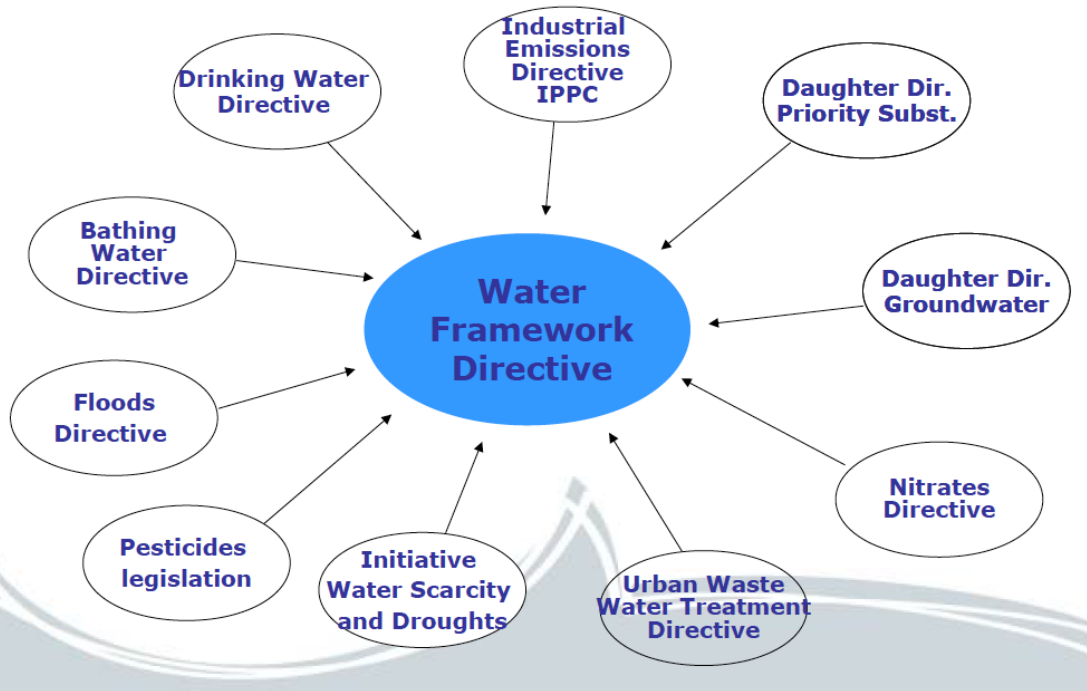 Industrial
Emissions
Directive
IPPC
Drinking Water
Directive
Daughter Dir.
Priority Subst.
Bathing
Water
Directive
Daughter Dir.
Groundwater
Water
Framework
Directive
Floods
Directive
Nitrates
Directive
Pesticides
legislation
Initiative
Water Scarcity
and Droughts
Urban Waste
Water Treatment
Directive